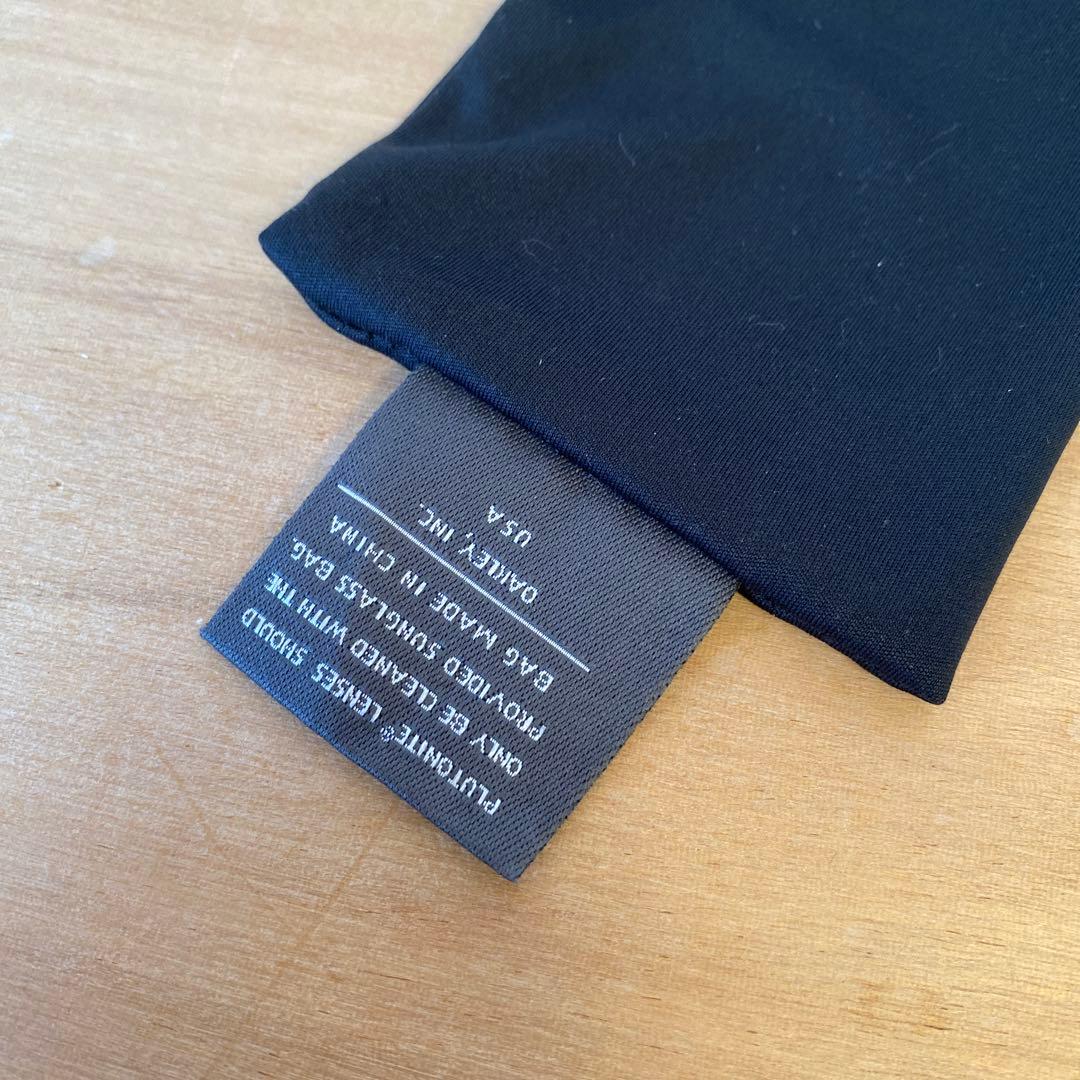 PLUTONITE® LENSES SHOULD
ONLY BE CLEANED WITH THE
PROVIDED SUNGLASS BAG.
BAG MADE IN CHINA
OAKLEY, INC.
USA